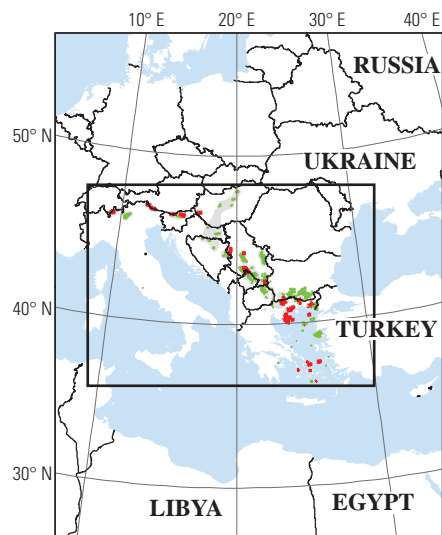 10° E 20° E 30° E 40° E
RUSSIA
50° N
UKRAINE
40° N
TURKEY
30° N
LIBYA EGYPT